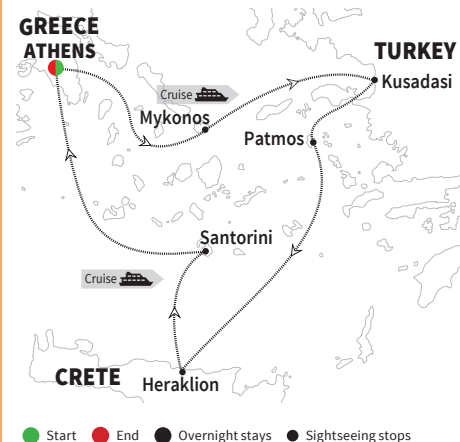 GREECE
ATHENS
TURKEY
Kusadasi
Cruise
Mykonos
Patmos
Santorini
Cruise
CRETE
Heraklion
Start End Overnight stays Sightseeing stops